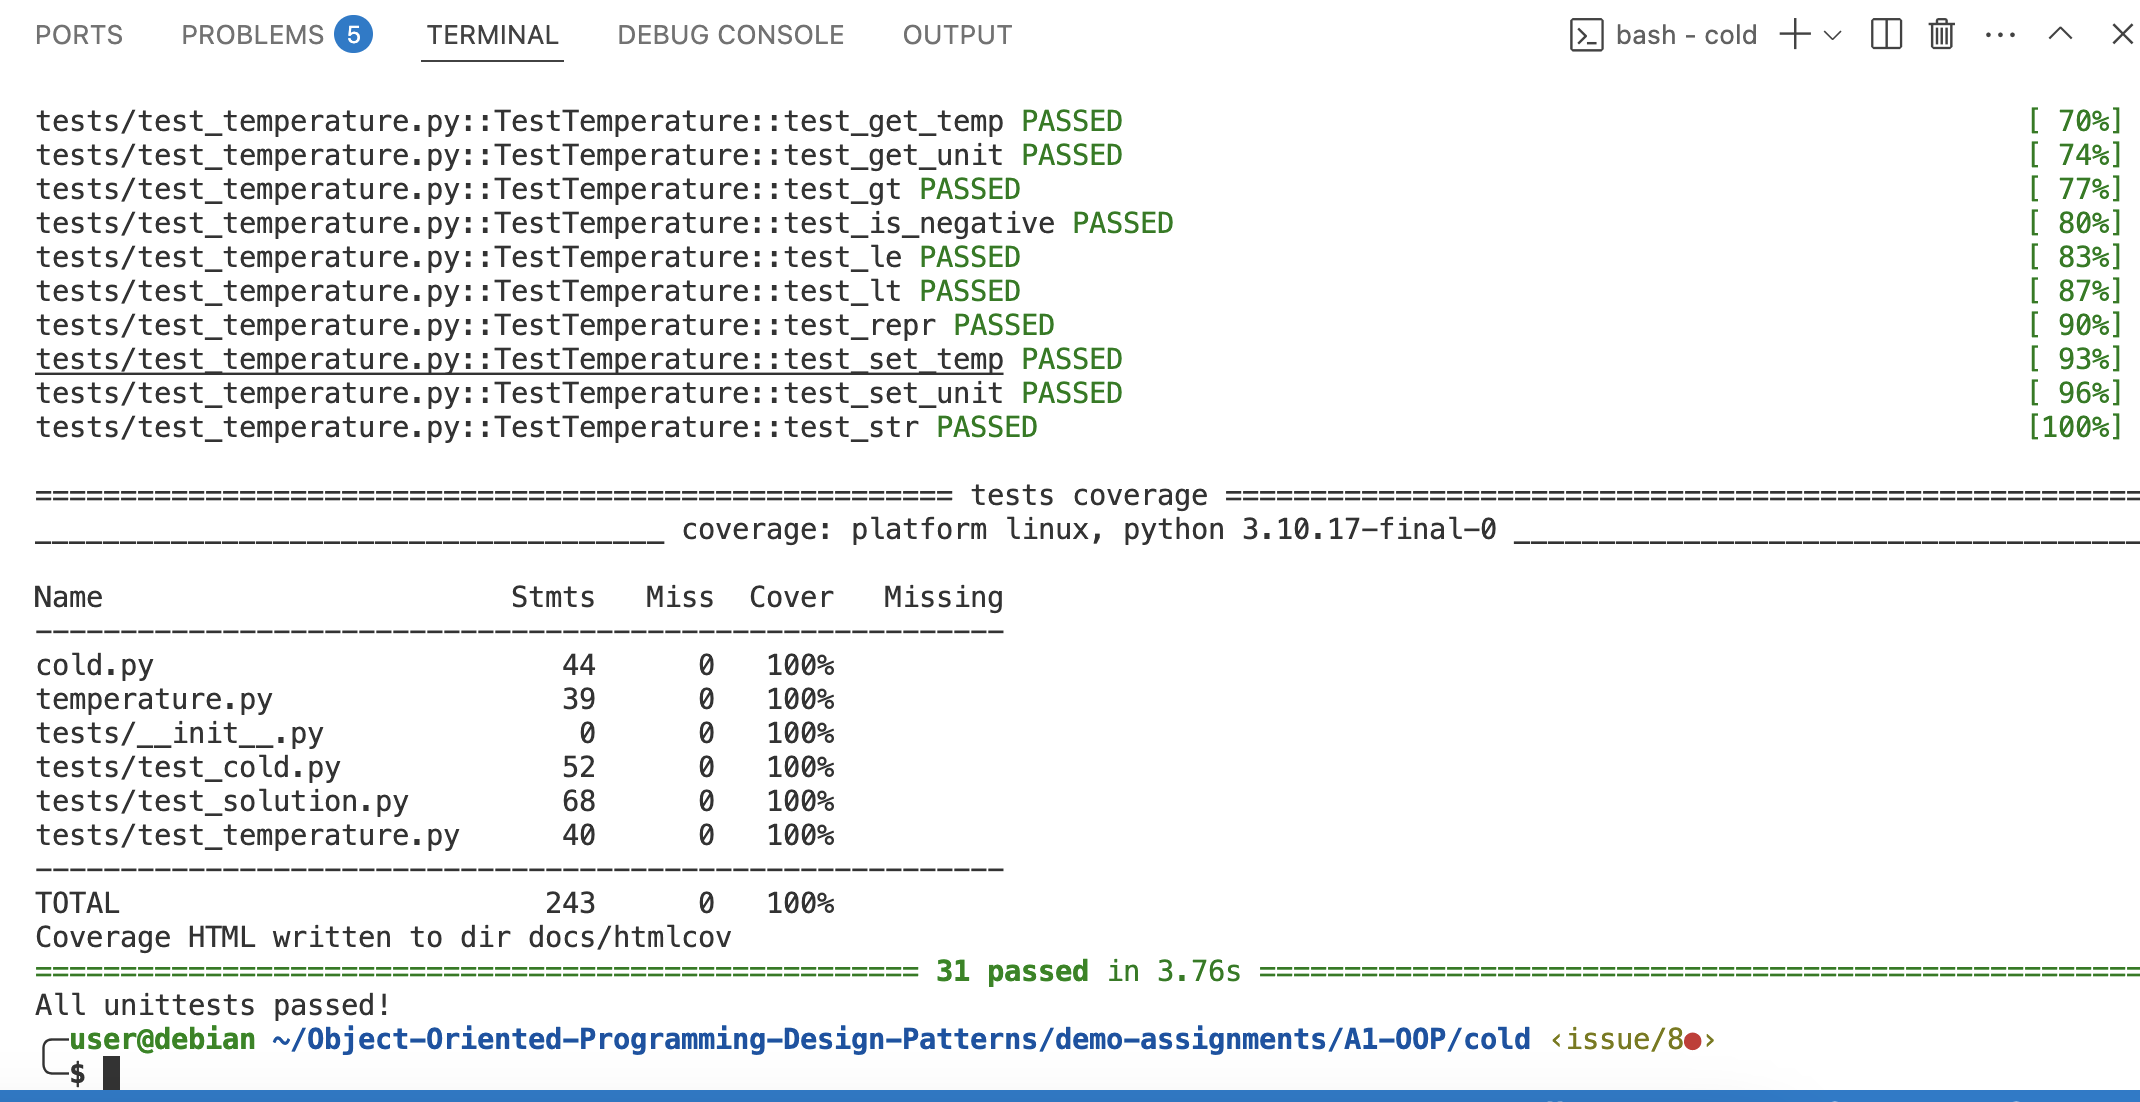 PORTS PROBLEMS 5 TERMINAL DEBUG CONSOLE OUTPUT bash - cold
tests/test_temperature.py::TestTemperature::test_get_temp PASSED [ 70%]
tests/test_temperature.py::TestTemperature::test_get_unit PASSED [ 74%]
tests/test_temperature.py::TestTemperature::test_gt PASSED [ 77%]
tests/test_temperature.py::TestTemperature::test_is_negative PASSED [ 80%]
tests/test_temperature.py::TestTemperature::test_le PASSED [ 83%]
tests/test_temperature.py::TestTemperature::test_lt PASSED [ 87%]
tests/test_temperature.py::TestTemperature::test_repr PASSED [ 90%]
tests/test_temperature.py::TestTemperature::test_set_temp PASSED [ 93%]
tests/test_temperature.py::TestTemperature::test_set_unit PASSED [ 96%]
tests/test_temperature.py::TestTemperature::test_str PASSED [100%]
====================================================== tests coverage ======================================================
_____________________________________ coverage: platform linux, python 3.10.17-final-0 _____________________________________
Name Stmts Miss Cover Missing
---------------------------------------------------------
cold.py 44 0 100%
temperature.py 39 0 100%
tests/__init__.py 0 0 100%
tests/test_cold.py 52 0 100%
tests/test_solution.py 68 0 100%
tests/test_temperature.py 40 0 100%
---------------------------------------------------------
TOTAL 243 0 100%
Coverage HTML written to dir docs/htmlcov
==================================================== 31 passed in 3.76s ====================================================
All unittests passed!
user@debian ~/Object-Oriented-Programming-Design-Patterns/demo-assignments/A1-OOP/cold ‹issue/8●›
$